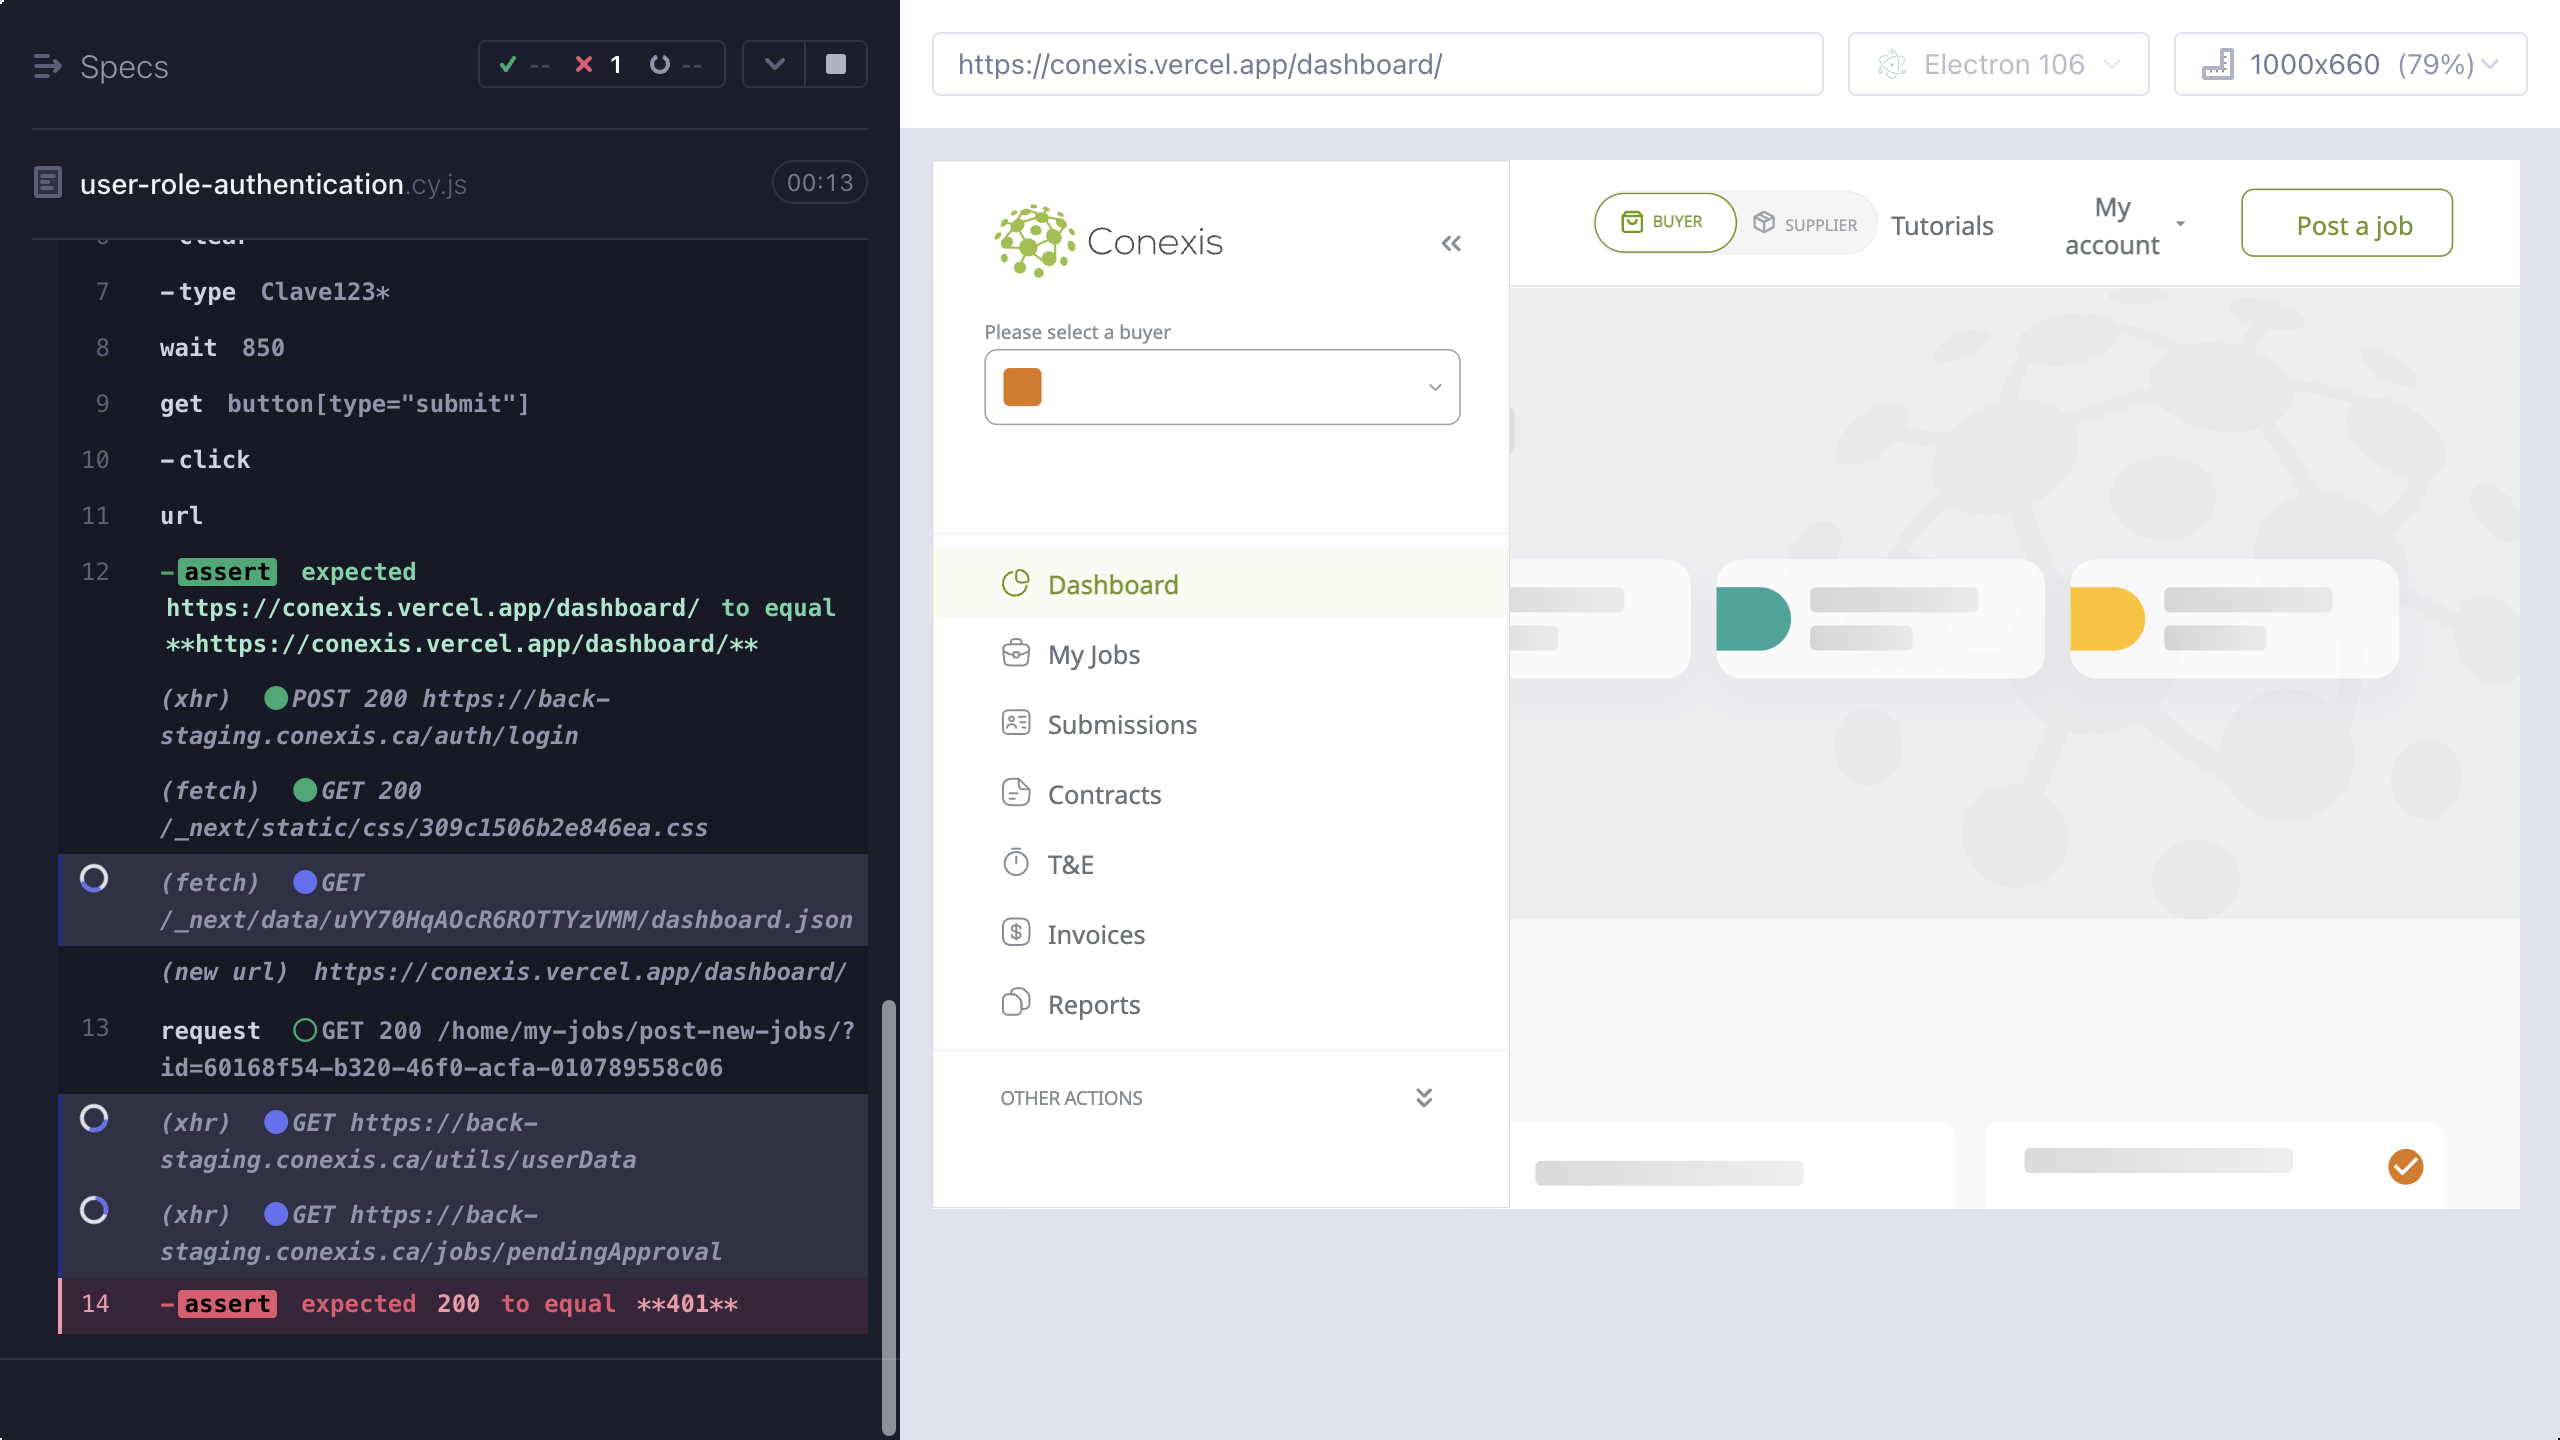 Specs
-- 1 --
user-role-authentication.cy.js
00:13
7 -type Clave123*
8 wait 850
9 get button[type="submit"]
10 -click
11 url
12 -assert expected
https://conexis.vercel.app/dashboard/ to equal
**https://conexis.vercel.app/dashboard/**
(xhr) POST 200 https://back-
staging.conexis.ca/auth/login
(fetch) GET 200
/_next/static/css/309c1506b2e846ea.css
(fetch) GET
/_next/data/uYY70HqAOcR6ROTTYzVMM/dashboard.json
(new url) https://conexis.vercel.app/dashboard/
13 request GET 200 /home/my-jobs/post-new-jobs/?
id=60168f54-b320-46f0-acfa-010789558c06
(xhr) GET https://back-
staging.conexis.ca/utils/userData
(xhr) GET https://back-
staging.conexis.ca/jobs/pendingApproval
14 -assert expected 200 to equal **401**
https://conexis.vercel.app/dashboard/
Electron 106
1000x660 (79%)
Conexis
BUYER
SUPPLIER
Tutorials
My
account
Post a job
Please select a buyer
Dashboard
My Jobs
Submissions
Contracts
T&E
Invoices
Reports
OTHER ACTIONS